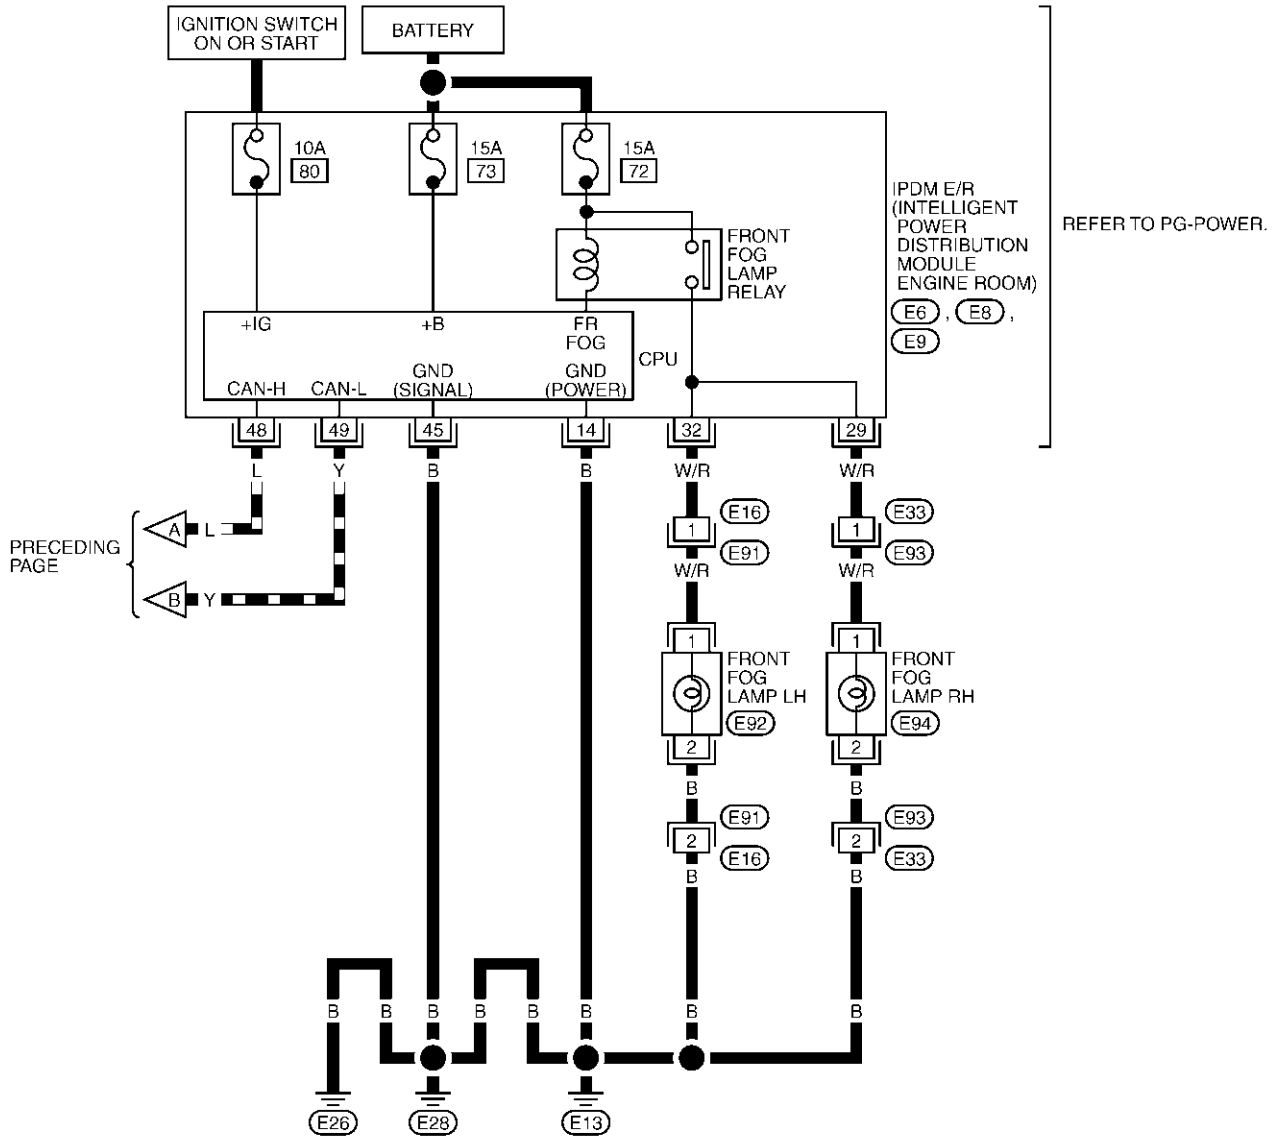 IGNITION SWITCH
ON OR START
BATTERY
10A
80
15A
73
15A
72
IPDM E/R
(INTELLIGENT
POWER
DISTRIBUTION
MODULE
ENGINE ROOM)
E6 , E8 ,
E9
REFER TO PG-POWER.
FRONT
FOG
LAMP
RELAY
+IG
+B
FR
FOG
CPU
CAN-H
CAN-L
GND
(SIGNAL)
GND
(POWER)
48
49
45
14
32
29
L
Y
B
B
W/R
W/R
PRECEDING
PAGE
A
L
B
Y
1
E16
E91
1
E33
E93
W/R
W/R
1
FRONT
FOG
LAMP LH
E92
2
1
FRONT
FOG
LAMP RH
E94
2
B
B
E91
2
E16
E93
2
E33
B
B
B
B
B
B
B
B
B
B
E26
E28
E13